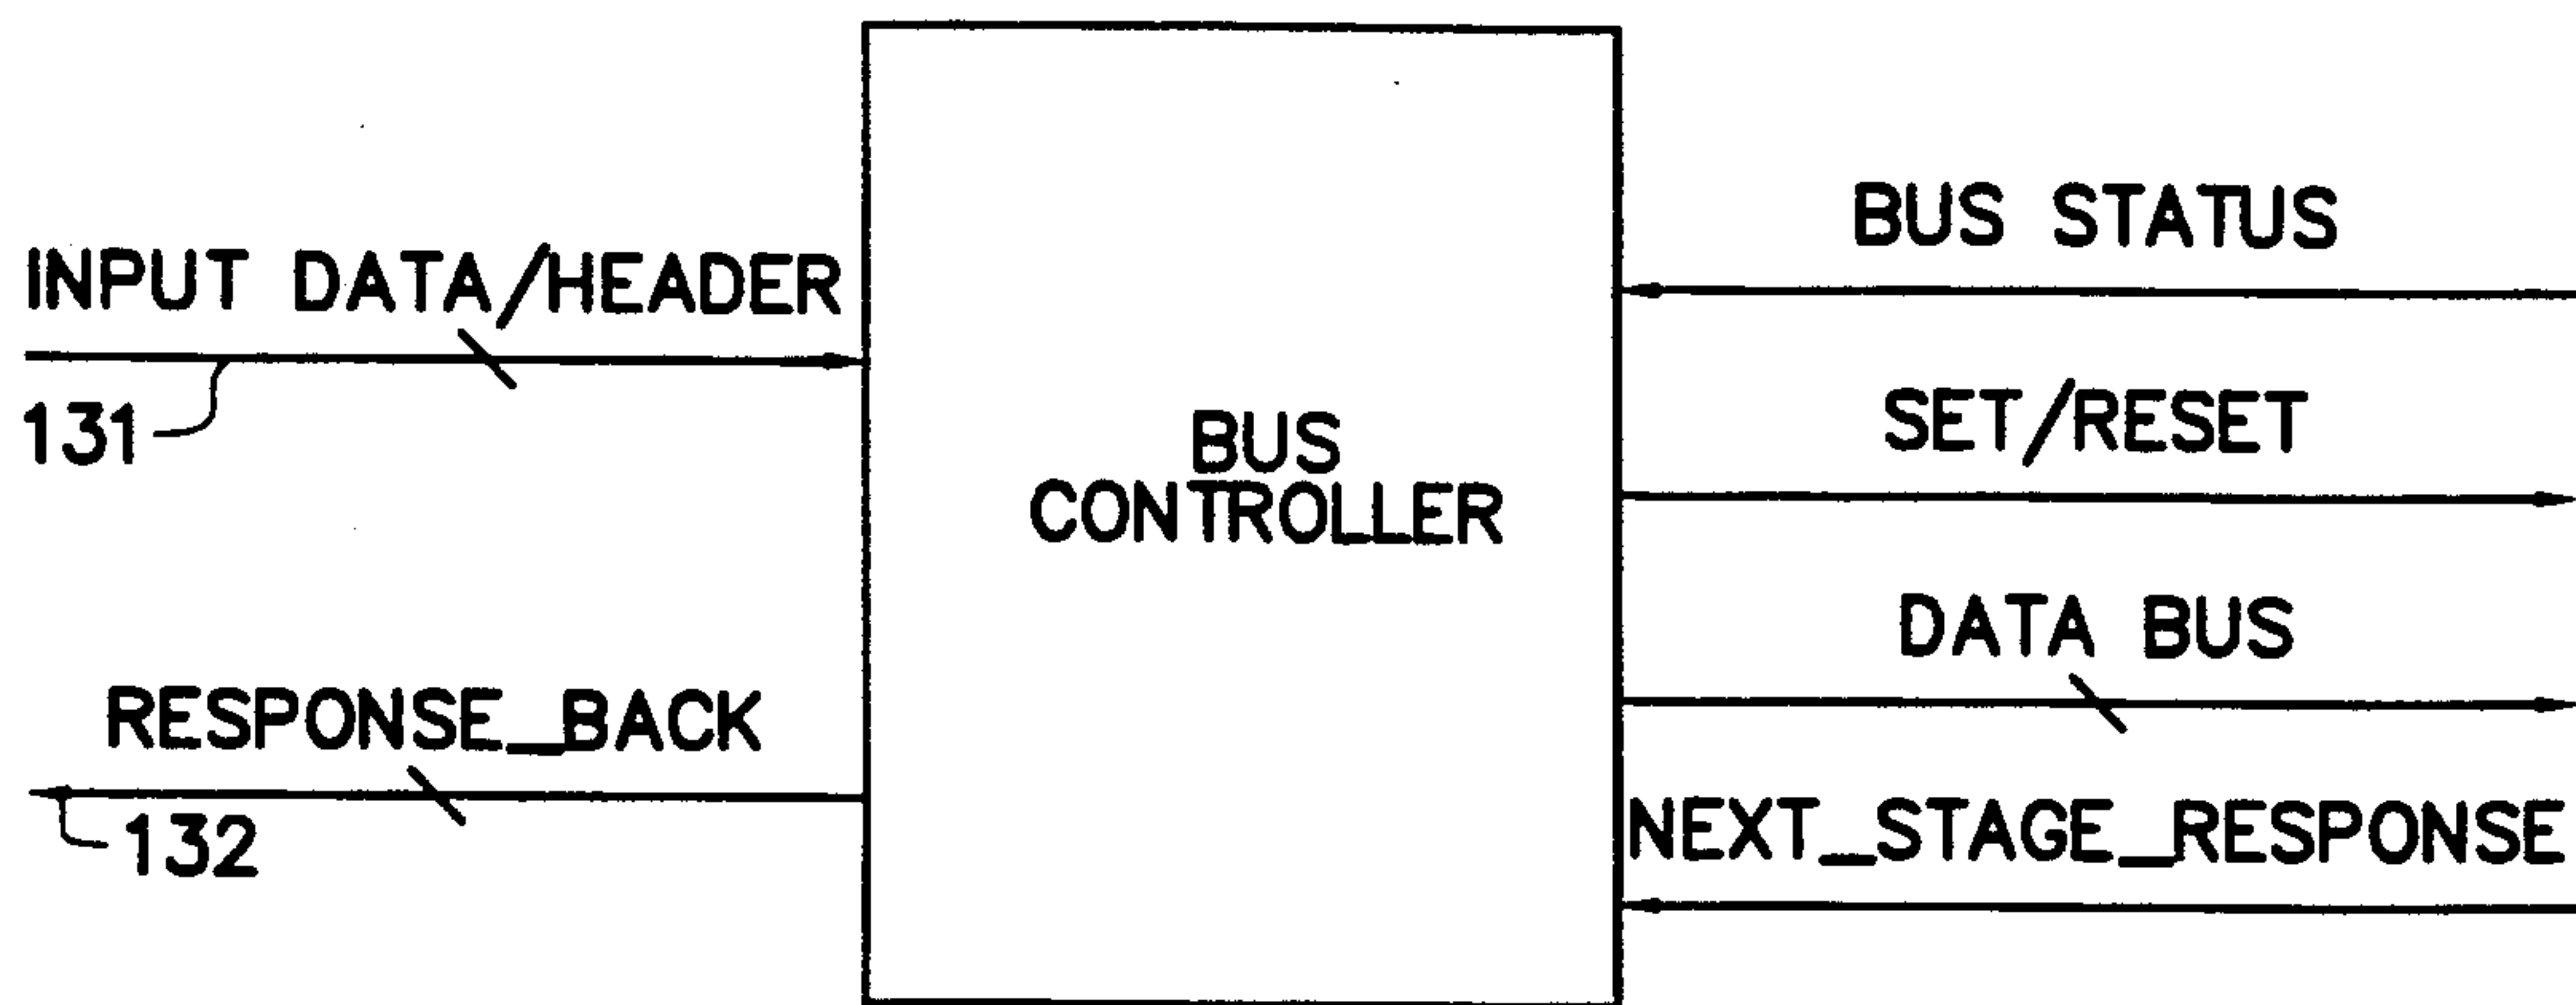 INPUT DATA/HEADER
131
RESPONSE_BACK
132
BUS
CONTROLLER
BUS STATUS
SET/RESET
DATA BUS
NEXT_STAGE_RESPONSE